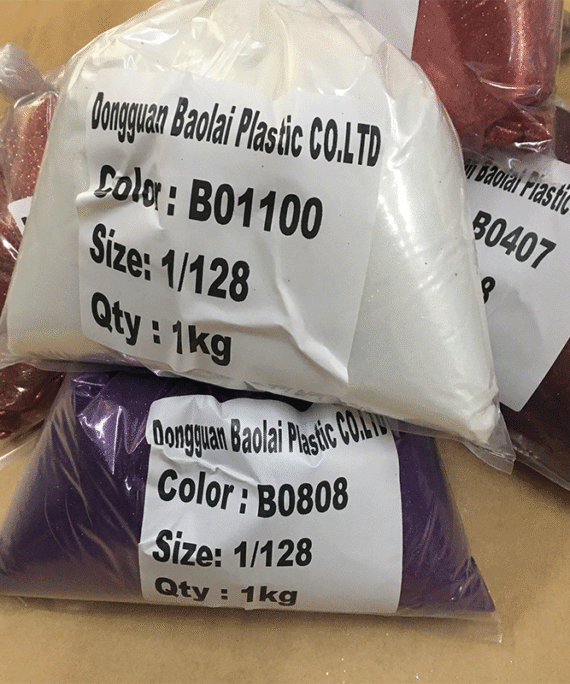 Dongguan Baolai Plastic CO.LTD
Color : B01100
Size: 1/128
Qty : 1kg
Baolai Plastic
B0407
8
Dongguan Baolai Plastic CO.LTD
Color : B0808
Size: 1/128
Qty : 1kg